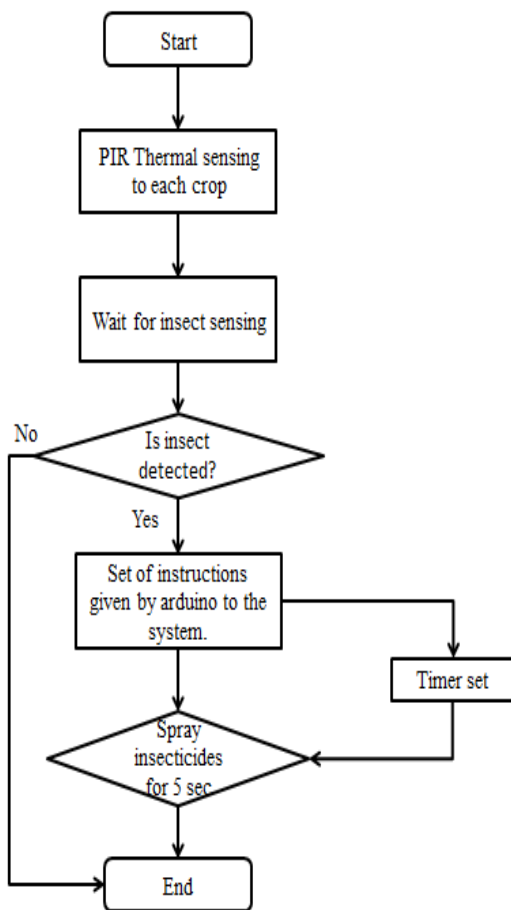 Start
PIR Thermal sensing
to each crop
Wait for insect sensing
No
Is insect
detected?
Yes
Set of instructions
given by arduino to the
system.
Timer set
Spray
insecticides
for 5 sec
End